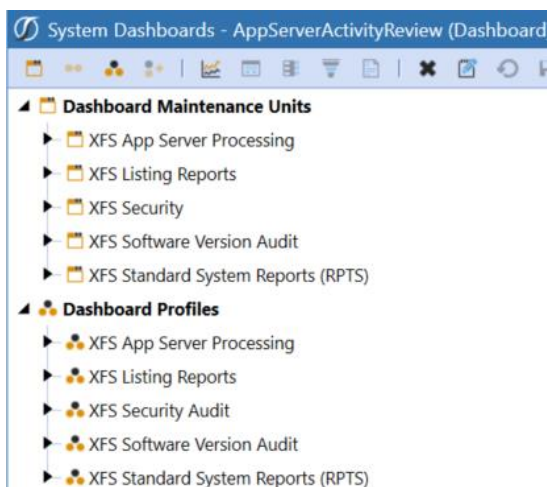 System Dashboards - AppServerActivityReview (Dashboard
Dashboard Maintenance Units
XFS App Server Processing
XFS Listing Reports
XFS Security
XFS Software Version Audit
XFS Standard System Reports (RPTS)
Dashboard Profiles
XFS App Server Processing
XFS Listing Reports
XFS Security Audit
XFS Software Version Audit
XFS Standard System Reports (RPTS)